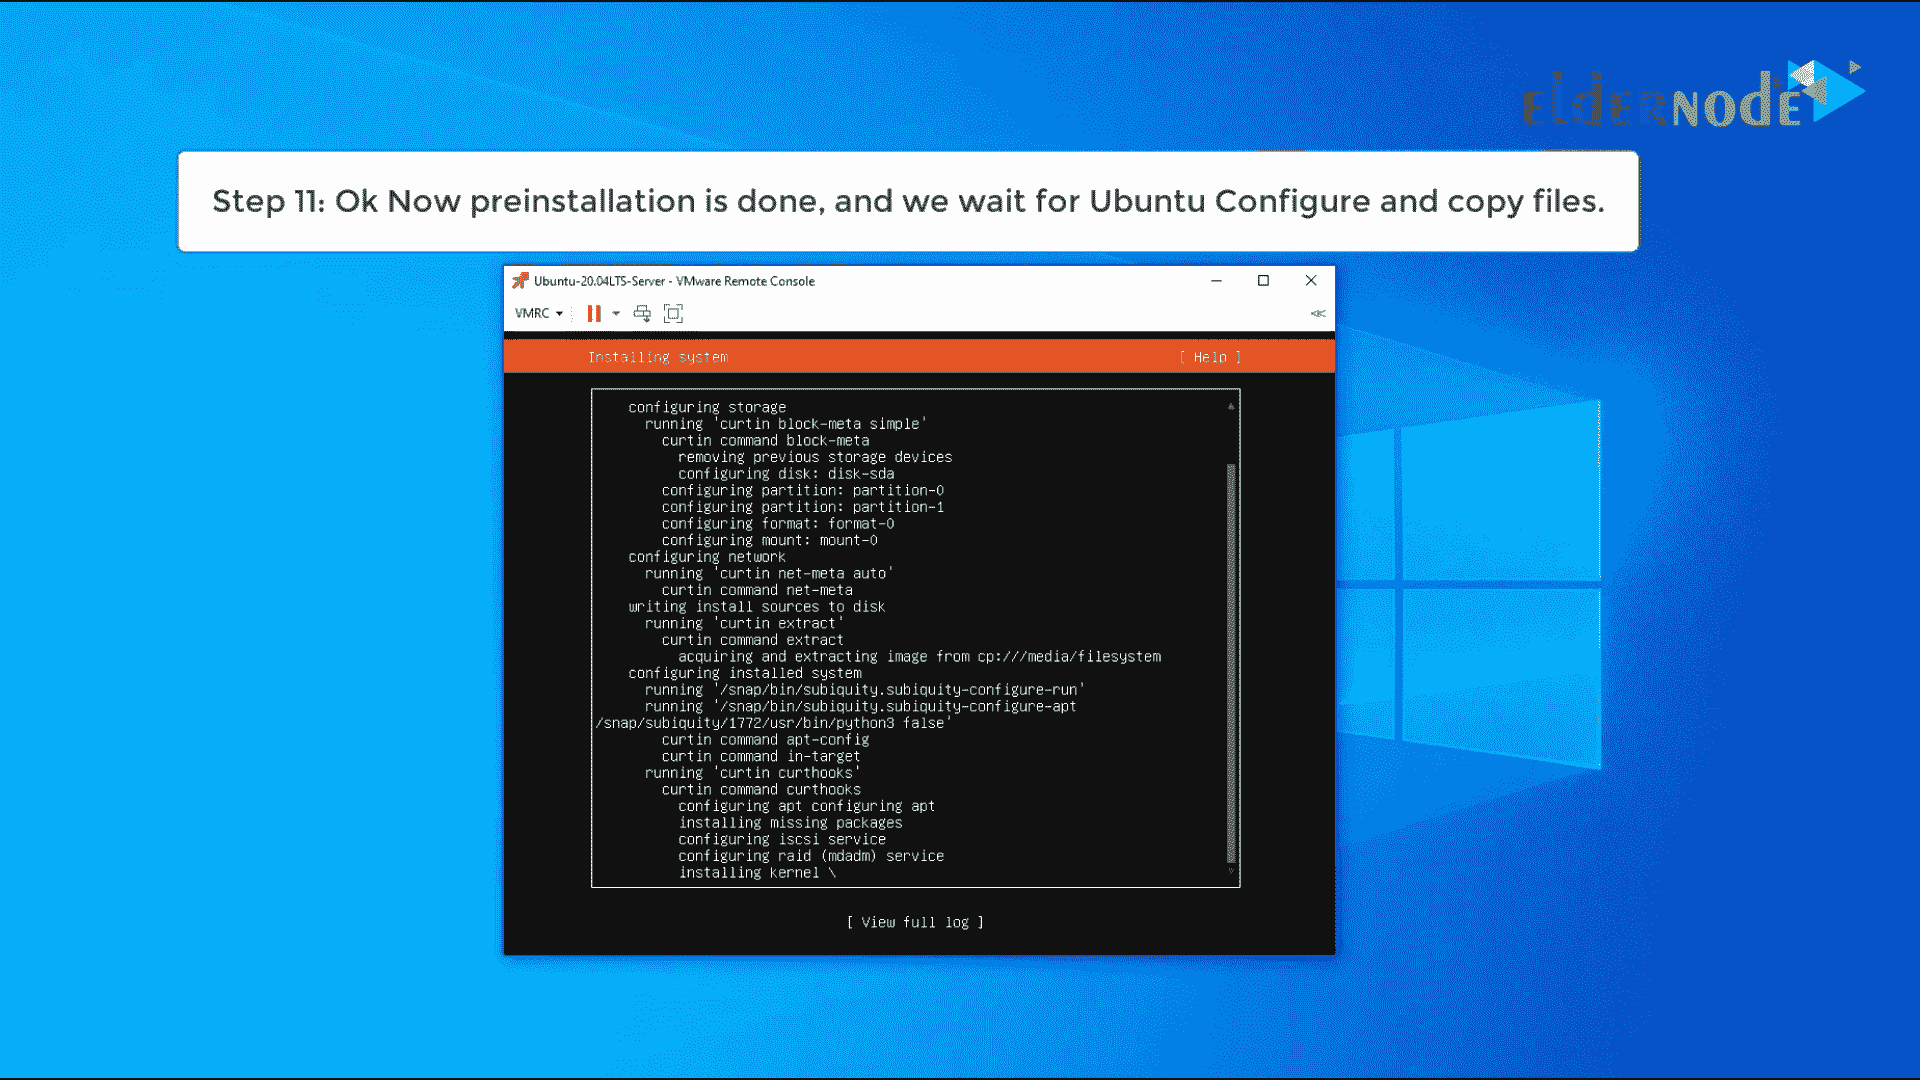 elderNODE
Step 11: Ok Now preinstallation is done, and we wait for Ubuntu Configure and copy files.
Ubuntu-20.04LTS-Server - VMware Remote Console
VMRC
Installing system [ Help ]
configuring storage
running 'curtin block-meta simple'
curtin command block-meta
removing previous storage devices
configuring disk: disk-sda
configuring partition: partition-0
configuring partition: partition-1
configuring format: format-0
configuring mount: mount-0
configuring network
running 'curtin net-meta auto'
curtin command net-meta
writing install sources to disk
running 'curtin extract'
curtin command extract
acquiring and extracting image from cp:///media/filesystem
configuring installed system
running '/snap/bin/subiquity.subiquity-configure-run'
running '/snap/bin/subiquity.subiquity-configure-apt
/snap/subiquity/1772/usr/bin/python3 false'
curtin command apt-config
curtin command in-target
running 'curtin curthooks'
curtin command curthooks
configuring apt configuring apt
installing missing packages
configuring iscsi service
configuring raid (mdadm) service
installing kernel \
[ View full log ]